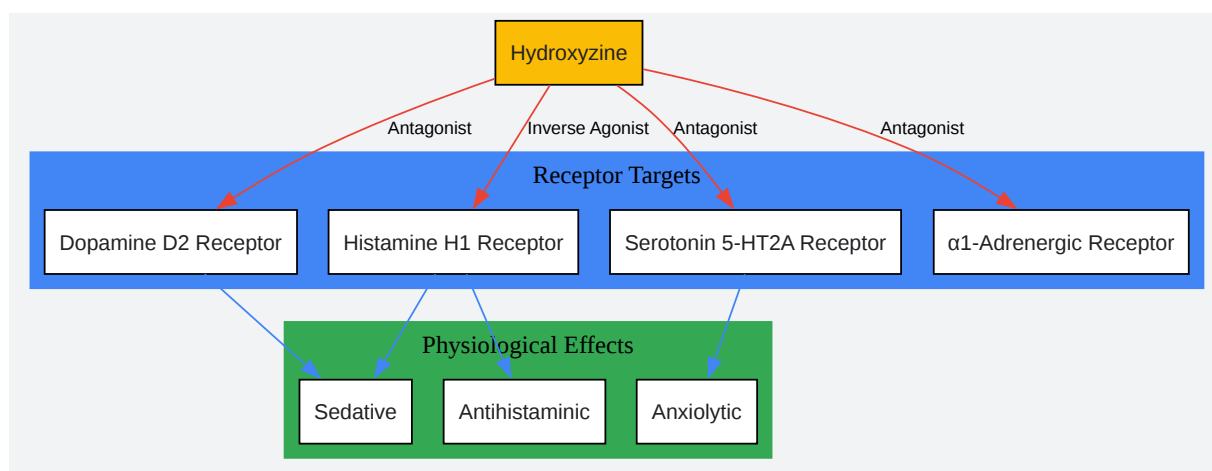 Hydroxyzine
Antagonist
Inverse Agonist
Antagonist
Antagonist
Receptor Targets
Dopamine D2 Receptor
Histamine H1 Receptor
Serotonin 5-HT2A Receptor
α1-Adrenergic Receptor
Physiological Effects
Sedative
Antihistaminic
Anxiolytic